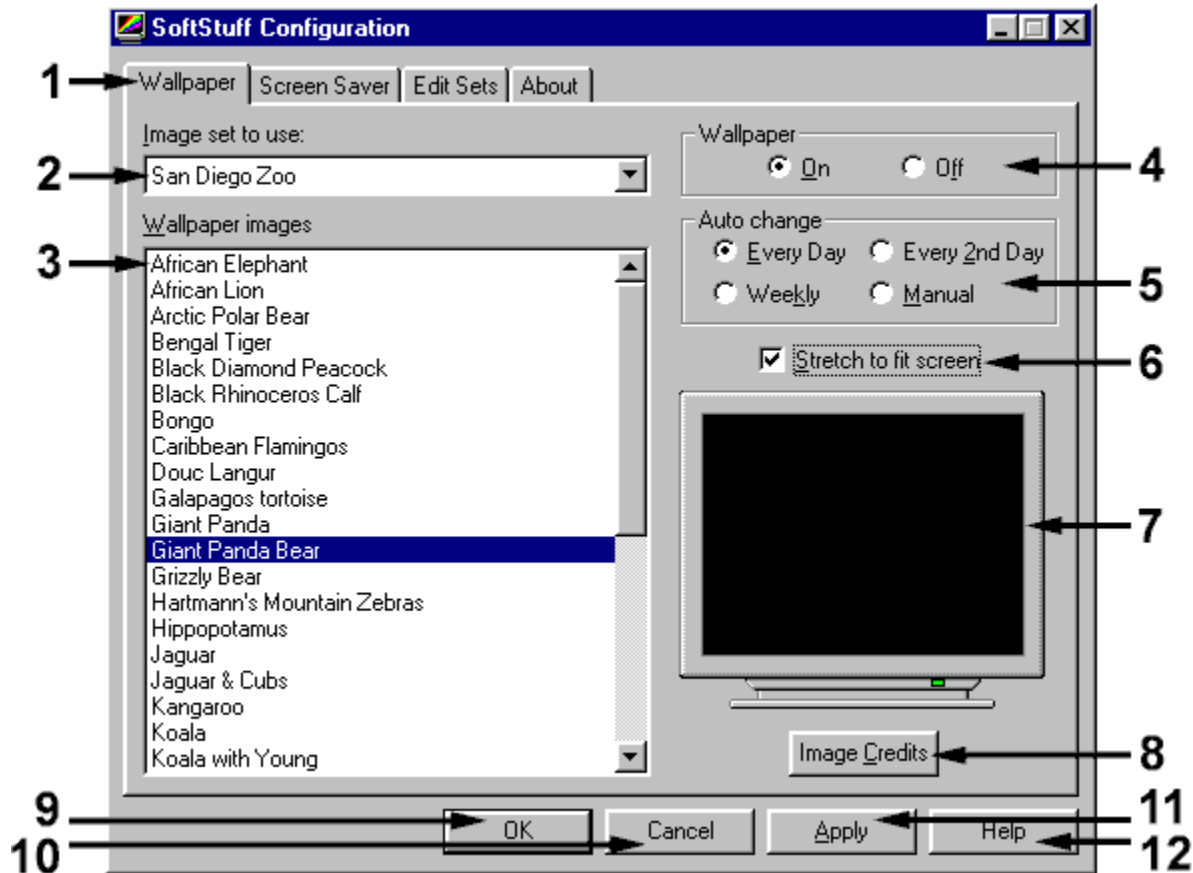 SoftStuff Configuration
1
Wallpaper
Screen Saver
Edit Sets
About
Image set to use:
2
San Diego Zoo
Wallpaper images
3
African Elephant
African Lion
Arctic Polar Bear
Bengal Tiger
Black Diamond Peacock
Black Rhinoceros Calf
Bongo
Caribbean Flamingos
Douc Langur
Galapagos tortoise
Giant Panda
Giant Panda Bear
Grizzly Bear
Hartmann's Mountain Zebras
Hippopotamus
Jaguar
Jaguar & Cubs
Kangaroo
Koala
Koala with Young
Wallpaper
On
Off
4
Auto change
Every Day
Every 2nd Day
Weekly
Manual
5
Stretch to fit screen
6
7
Image Credits
8
9
OK
10
Cancel
Apply
11
Help
12